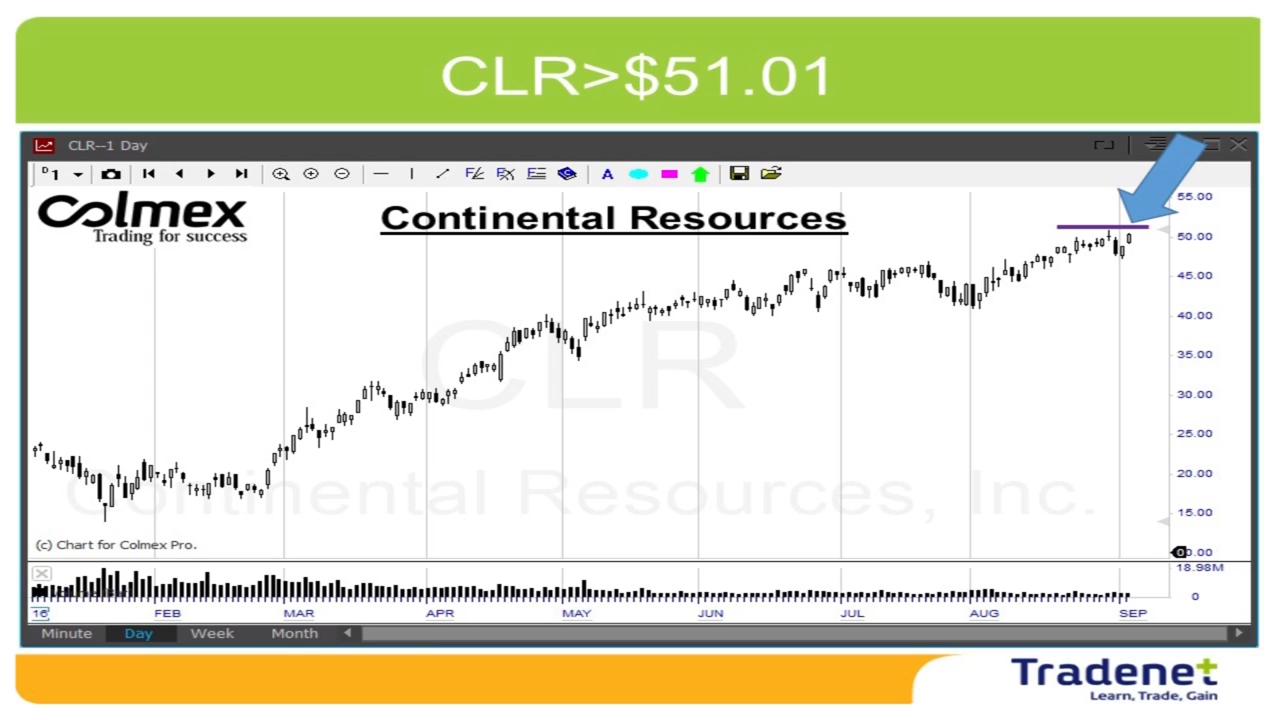 CLR>$51.01
CLR--1 Day
D1
A
Colmex
Trading for success
Continental Resources
55.00
50.00
45.00
40.00
35.00
30.00
25.00
20.00
15.00
CLR
Continental Resources, Inc.
(c) Chart for Colmex Pro.
18.98M
0
16 FEB MAR APR MAY JUN JUL AUG SEP
Minute Day Week Month
Tradenet
Learn, Trade, Gain